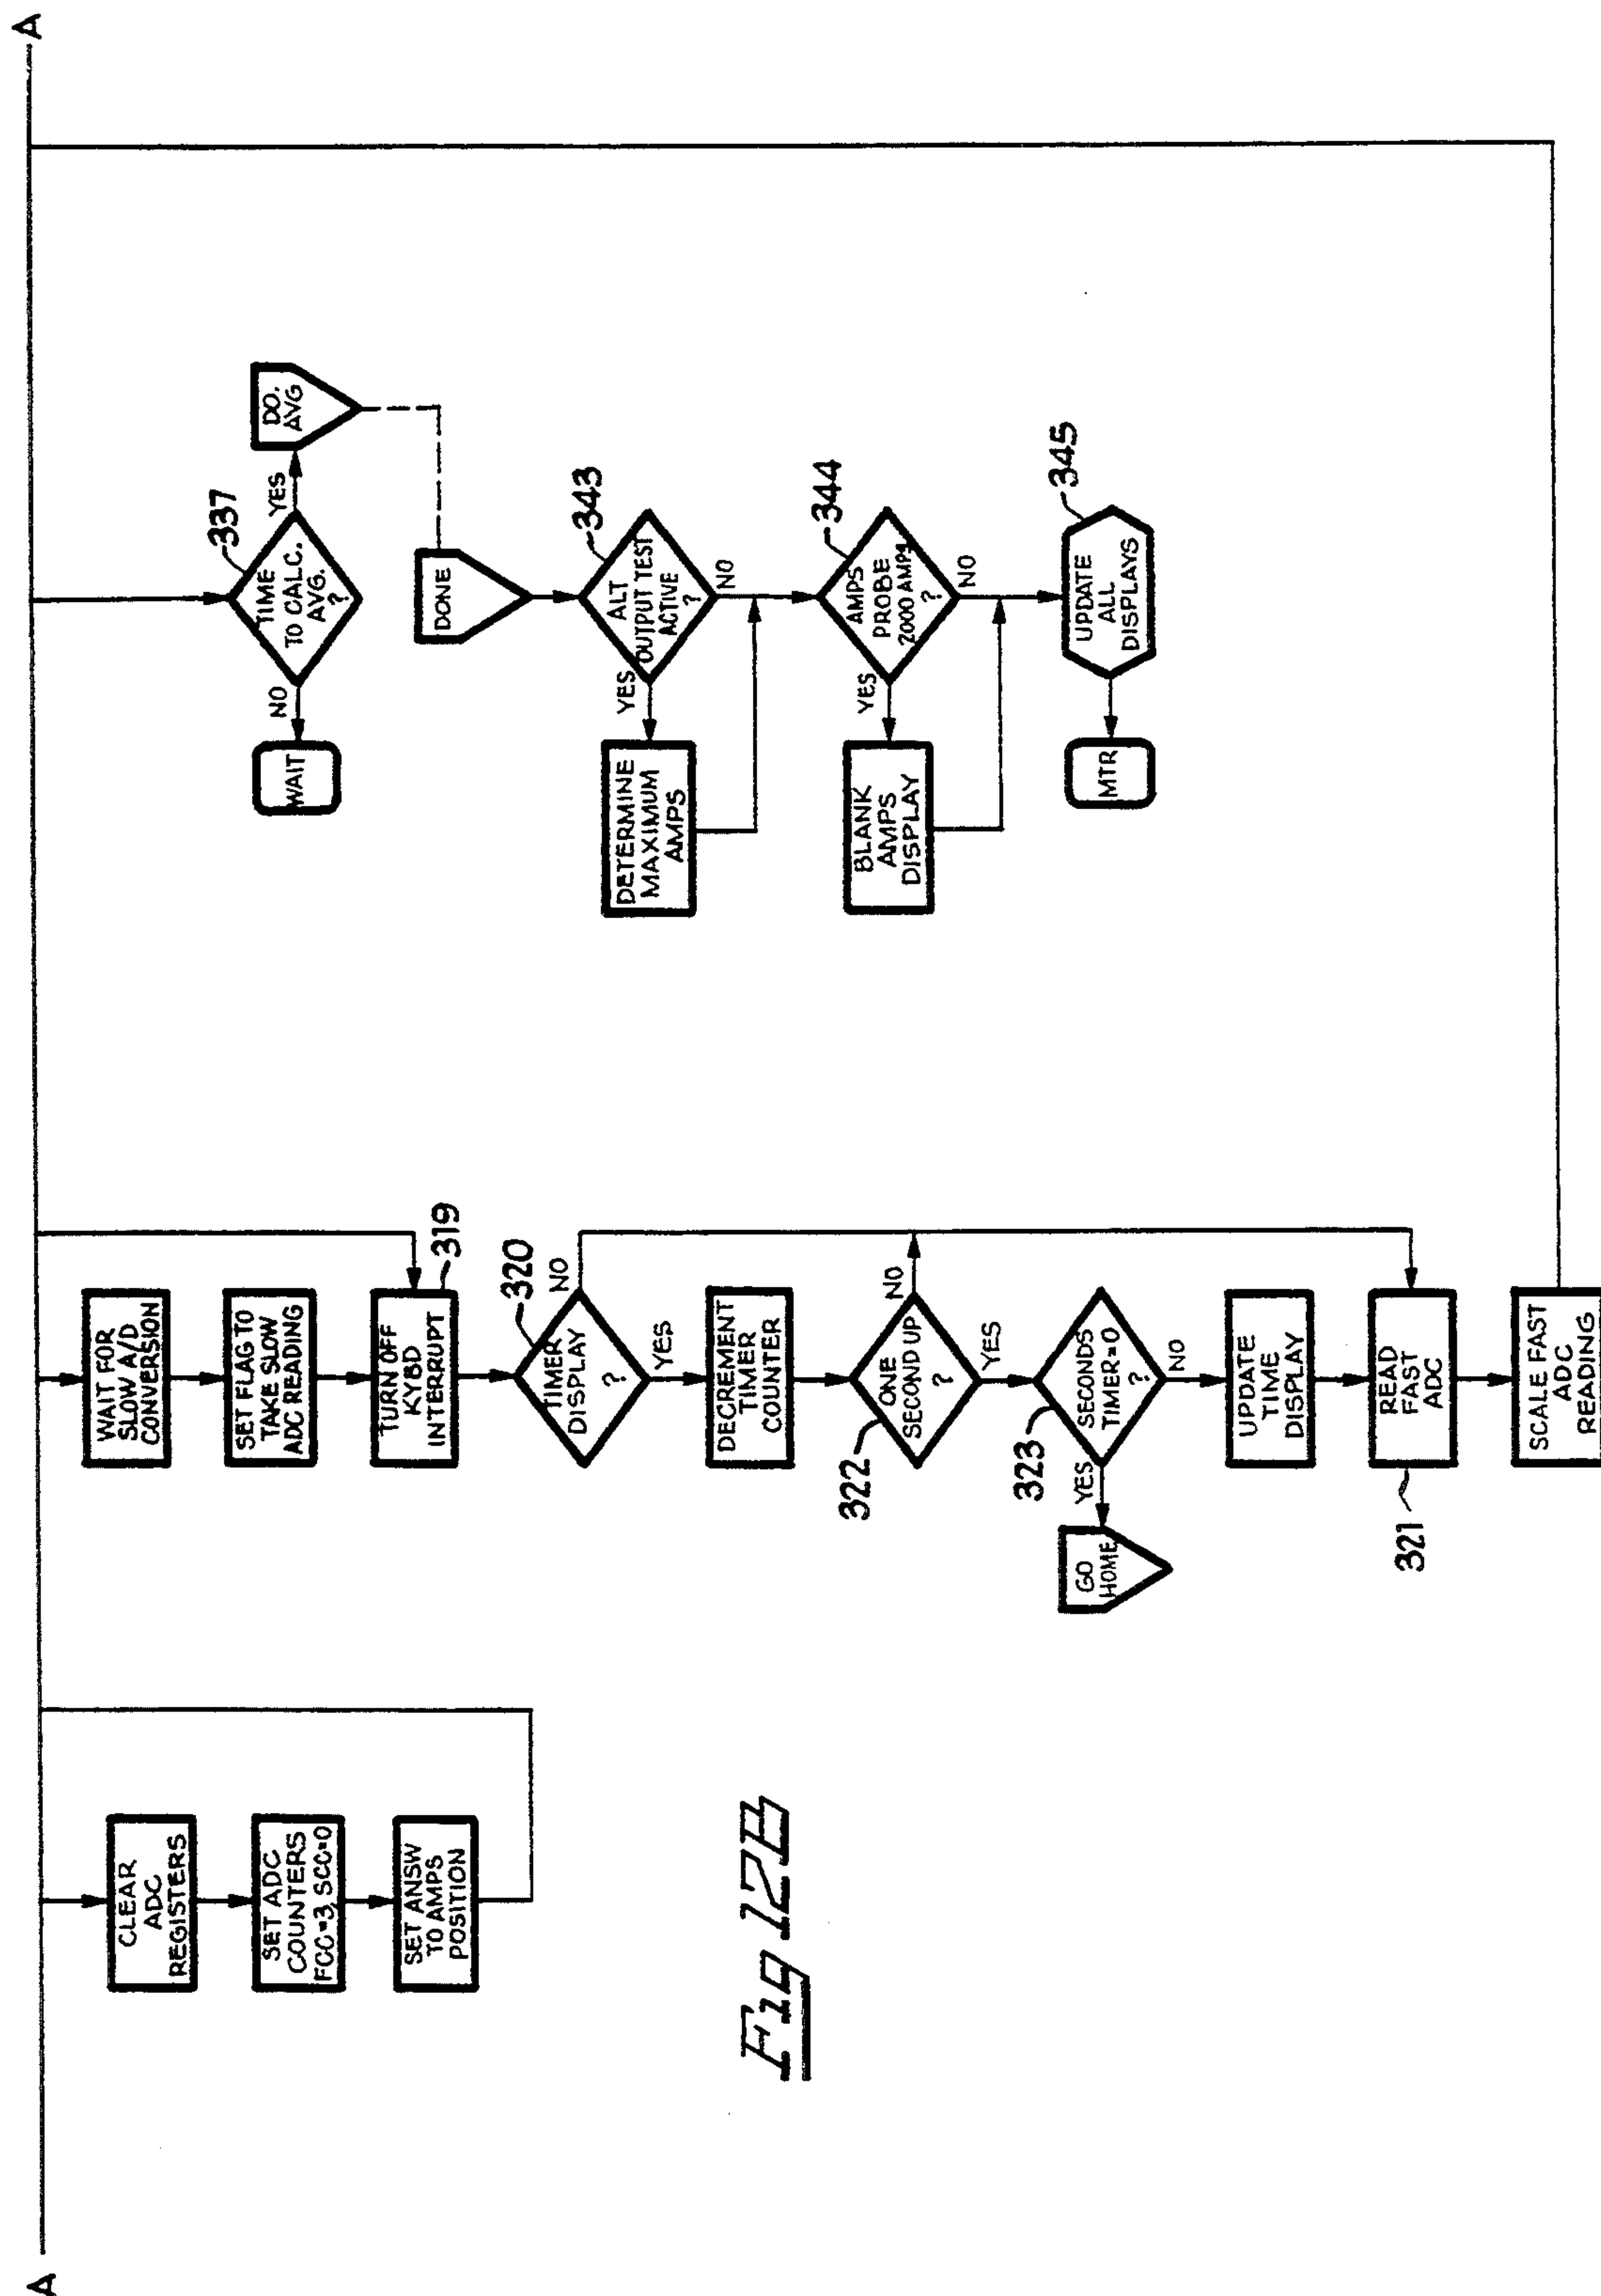 A
CLEAR
ADC
REGISTERS
SET ADC
COUNTERS
FCC=3, SCC=0
SET ANSW
TO AMPS
POSITION
WAIT FOR
SLOW A/D
CONVERSION
SET FLAG TO
TAKE SLOW
ADC READING
TURN OFF
KYBD
INTERRUPT
319
TIMER
DISPLAY
?
320
NO
YES
DECREMENT
TIMER
COUNTER
ONE
SECOND UP
?
322
NO
YES
SECONDS
TIMER=0
?
323
YES
NO
GO
HOME
UPDATE
TIME
DISPLAY
READ
FAST
ADC
321
SCALE FAST
ADC
READING
TIME
TO CALC.
AVG.
?
337
NO
YES
WAIT
DO.
AVG
DONE
ALT
OUTPUT TEST
ACTIVE
?
343
YES
NO
DETERMINE
MAXIMUM
AMPS
AMPS
PROBE
2000 AMPS
?
344
YES
NO
BLANK
AMPS
DISPLAY
UPDATE
ALL
DISPLAYS
345
MTR
A
Fig 12B